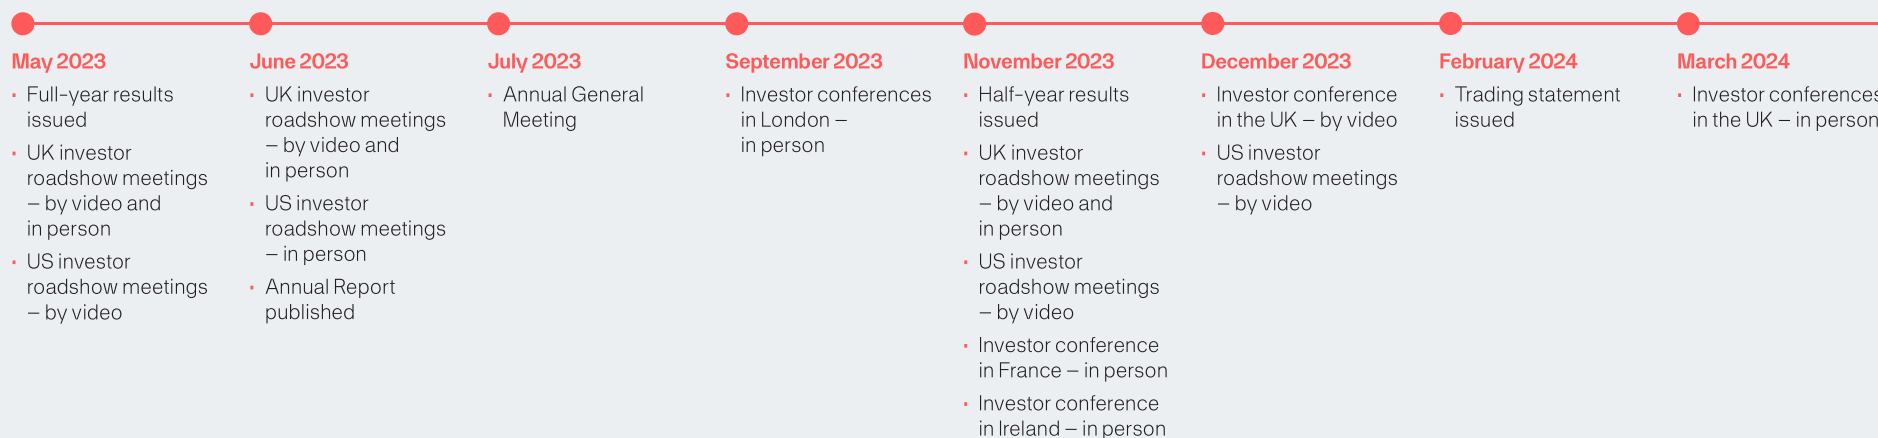 May 2023
• Full-year results
issued
• UK investor
roadshow meetings
– by video and
in person
• US investor
roadshow meetings
– by video
June 2023
• UK investor
roadshow meetings
– by video and
in person
• US investor
roadshow meetings
– in person
• Annual Report
published
July 2023
• Annual General
Meeting
September 2023
• Investor conferences
in London –
in person
November 2023
• Half-year results
issued
• UK investor
roadshow meetings
– by video and
in person
• US investor
roadshow meetings
– by video
• Investor conference
in France – in person
• Investor conference
in Ireland – in person
December 2023
• Investor conference
in the UK – by video
• US investor
roadshow meetings
– by video
February 2024
• Trading statement
issued
March 2024
• Investor conferences
in the UK – in person